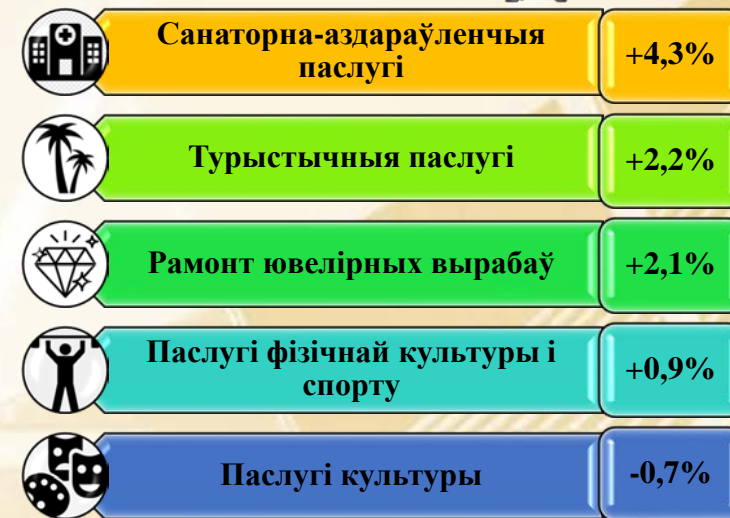 Санаторна-аздараўленчыя
паслугі
+4,3%
Турыстычныя паслугі
+2,2%
Рамонт ювелірных вырабаў
+2,1%
Паслугі фізічнай культуры і
спорту
+0,9%
Паслугі культуры
-0,7%